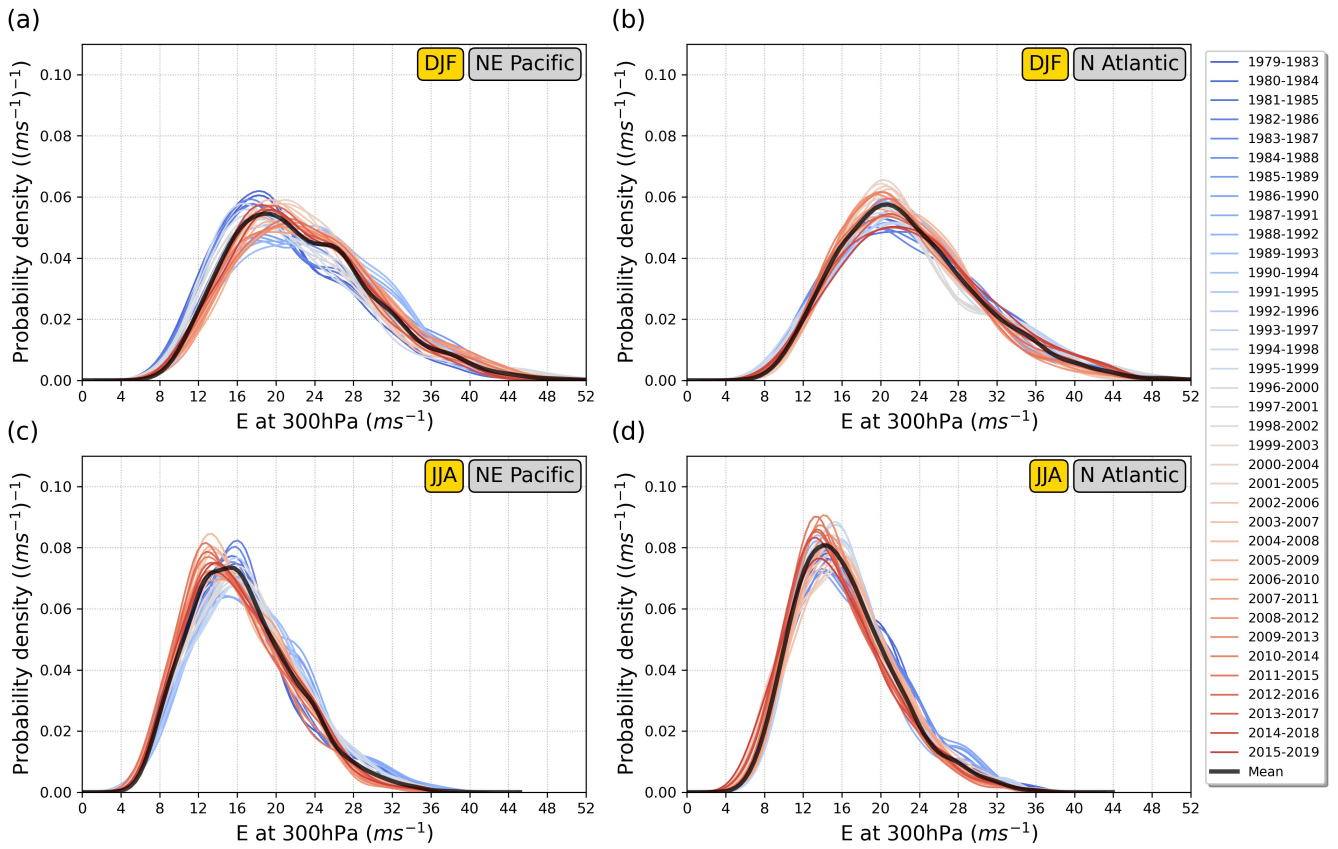 (a)
DJF NE Pacific
Probability density ((ms⁻¹)⁻¹)
0.10
0.08
0.06
0.04
0.02
0.00
0 4 8 12 16 20 24 28 32 36 40 44 48 52
E at 300hPa (ms⁻¹)
(b)
DJF N Atlantic
Probability density ((ms⁻¹)⁻¹)
0.10
0.08
0.06
0.04
0.02
0.00
0 4 8 12 16 20 24 28 32 36 40 44 48 52
E at 300hPa (ms⁻¹)
(c)
JJA NE Pacific
Probability density ((ms⁻¹)⁻¹)
0.10
0.08
0.06
0.04
0.02
0.00
0 4 8 12 16 20 24 28 32 36 40 44 48 52
E at 300hPa (ms⁻¹)
(d)
JJA N Atlantic
Probability density ((ms⁻¹)⁻¹)
0.10
0.08
0.06
0.04
0.02
0.00
0 4 8 12 16 20 24 28 32 36 40 44 48 52
E at 300hPa (ms⁻¹)
1979-1983
1980-1984
1981-1985
1982-1986
1983-1987
1984-1988
1985-1989
1986-1990
1987-1991
1988-1992
1989-1993
1990-1994
1991-1995
1992-1996
1993-1997
1994-1998
1995-1999
1996-2000
1997-2001
1998-2002
1999-2003
2000-2004
2001-2005
2002-2006
2003-2007
2004-2008
2005-2009
2006-2010
2007-2011
2008-2012
2009-2013
2010-2014
2011-2015
2012-2016
2013-2017
2014-2018
2015-2019
Mean